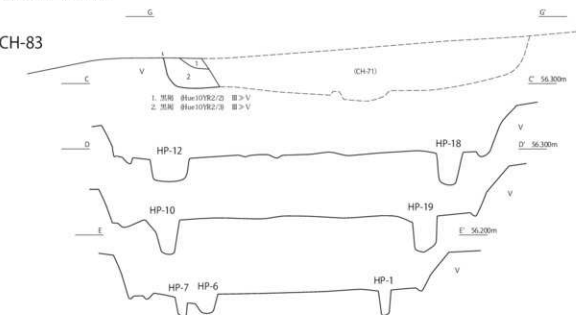 G G'
CH-83
1
V 2 (CH-71)
C C' 56.300m
1. 黒褐 (Hue10YR2/2) Ⅲ≫Ⅴ
2. 黒褐 (Hue10YR2/3) Ⅲ>Ⅴ
V
D HP-12 HP-18 D' 56.300m
V
HP-10 HP-19
E E' 56.200m
V
HP-7 HP-6 HP-1